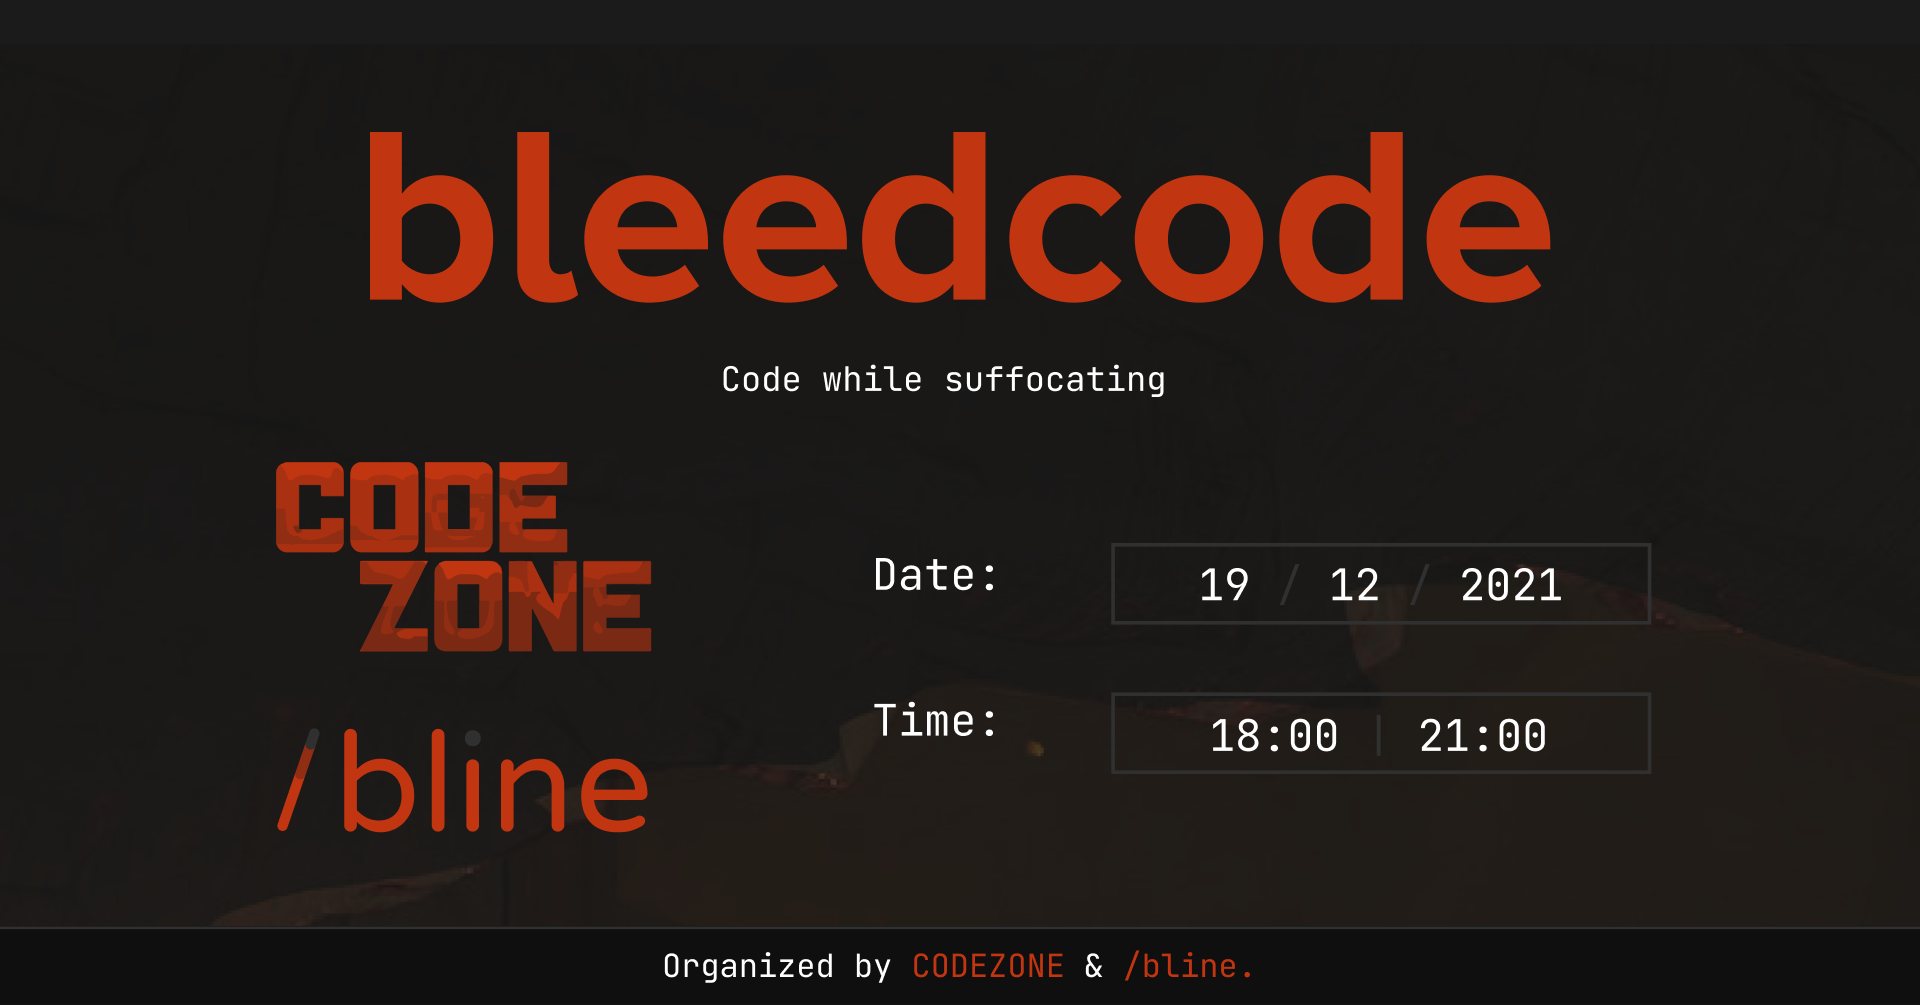 bleedcode
Code while suffocating
CODE
ZONE
/bline
Date: 19 / 12 / 2021
Time: 18:00 | 21:00
Organized by CODEZONE & /bline.